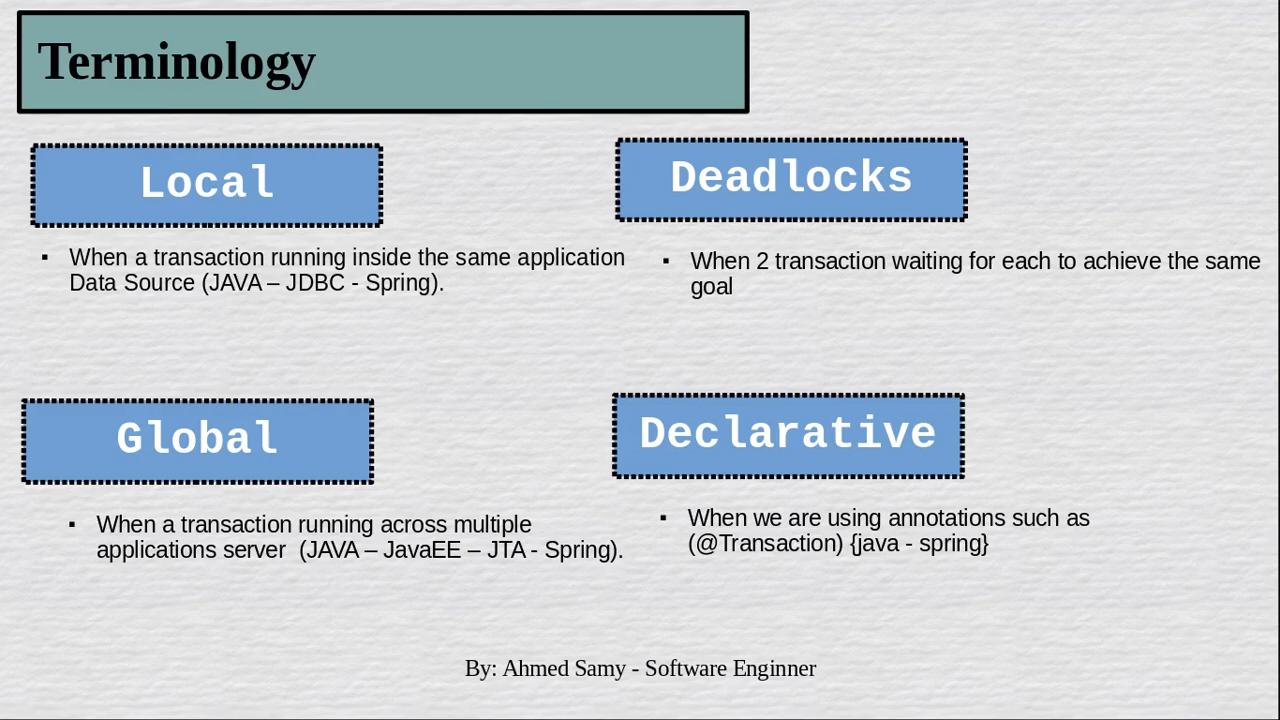 Terminology
Local
▪ When a transaction running inside the same application
Data Source (JAVA – JDBC - Spring).
Deadlocks
▪ When 2 transaction waiting for each to achieve the same
goal
Global
▪ When a transaction running across multiple
applications server  (JAVA – JavaEE – JTA - Spring).
Declarative
▪ When we are using annotations such as
(@Transaction) {java - spring}
By: Ahmed Samy - Software Enginner